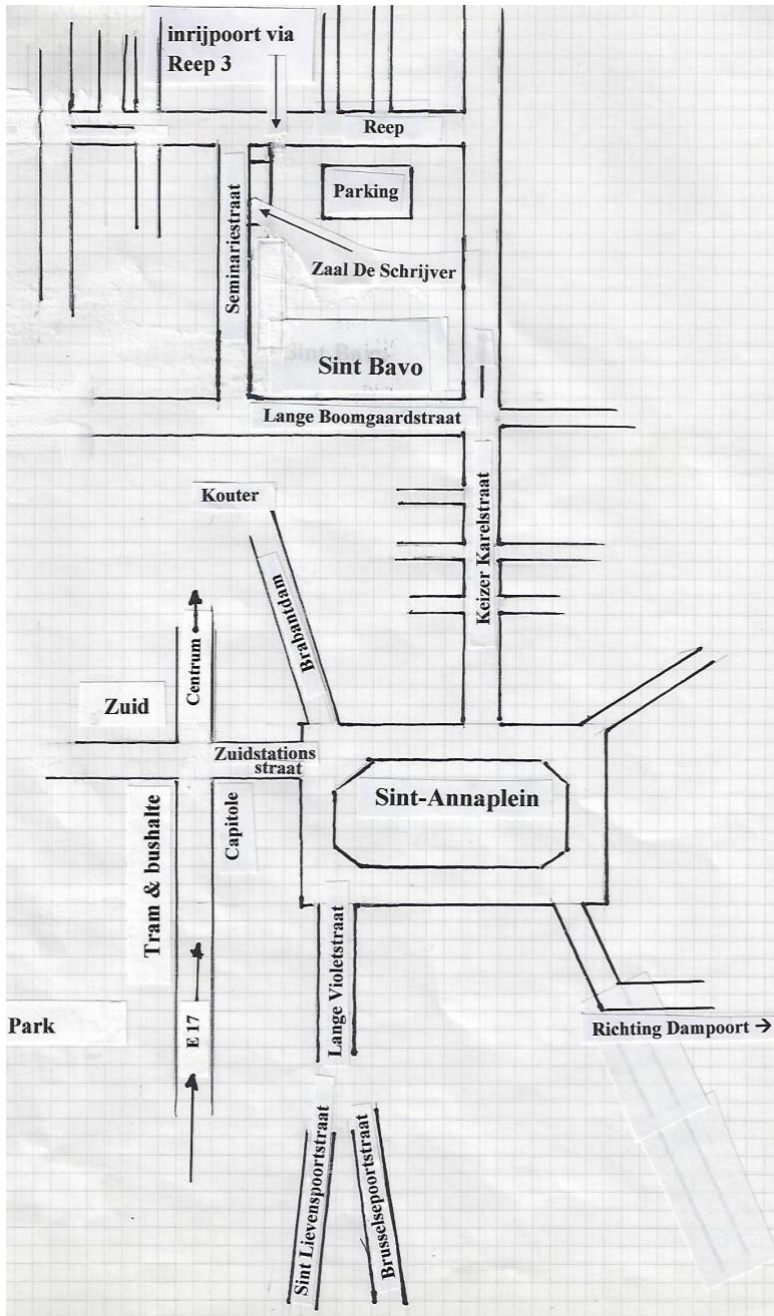 inrijpoort via
Reep 3
Reep
Parking
Seminariestraat
Zaal De Schrijver
Sint Bavo
Lange Boomgaardstraat
Kouter
Keizer Karelstraat
Brabantdam
Centrum
Zuid
Zuidstations
straat
Sint-Annaplein
Capitole
Tram & bushalte
Lange Violetstraat
E 17
Park
Richting Dampoort →
Sint Lievenspoortstraat
Brusselsepoortstraat